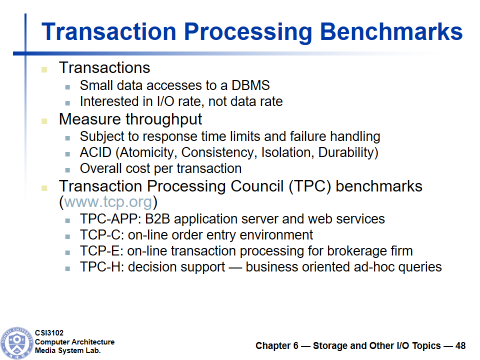 Transaction Processing Benchmarks
Transactions
Small data accesses to a DBMS
Interested in I/O rate, not data rate
Measure throughput
Subject to response time limits and failure handling
ACID (Atomicity, Consistency, Isolation, Durability)
Overall cost per transaction
Transaction Processing Council (TPC) benchmarks
(www.tcp.org)
TPC-APP: B2B application server and web services
TCP-C: on-line order entry environment
TCP-E: on-line transaction processing for brokerage firm
TPC-H: decision support — business oriented ad-hoc queries
CSI3102
Computer Architecture
Media System Lab.
Chapter 6 — Storage and Other I/O Topics — 48